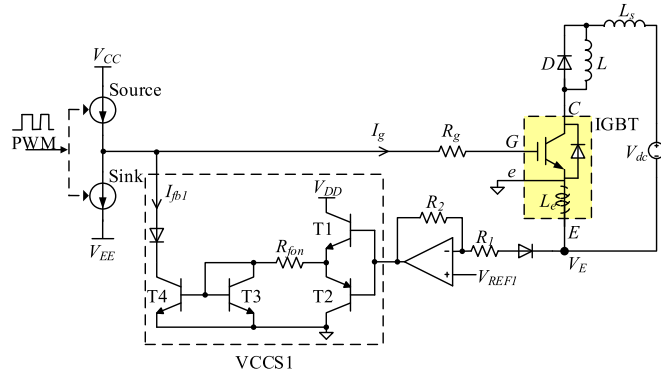 L_s
V_CC
Source
D
L
C
IGBT
PWM
I_g
R_g
G
V_dc
Sink
e
I_fb1
V_DD
L_e
V_EE
T1
R_2
R_1
E
R_fon
V_E
T4
T3
T2
-
+
V_REF1
VCCS1